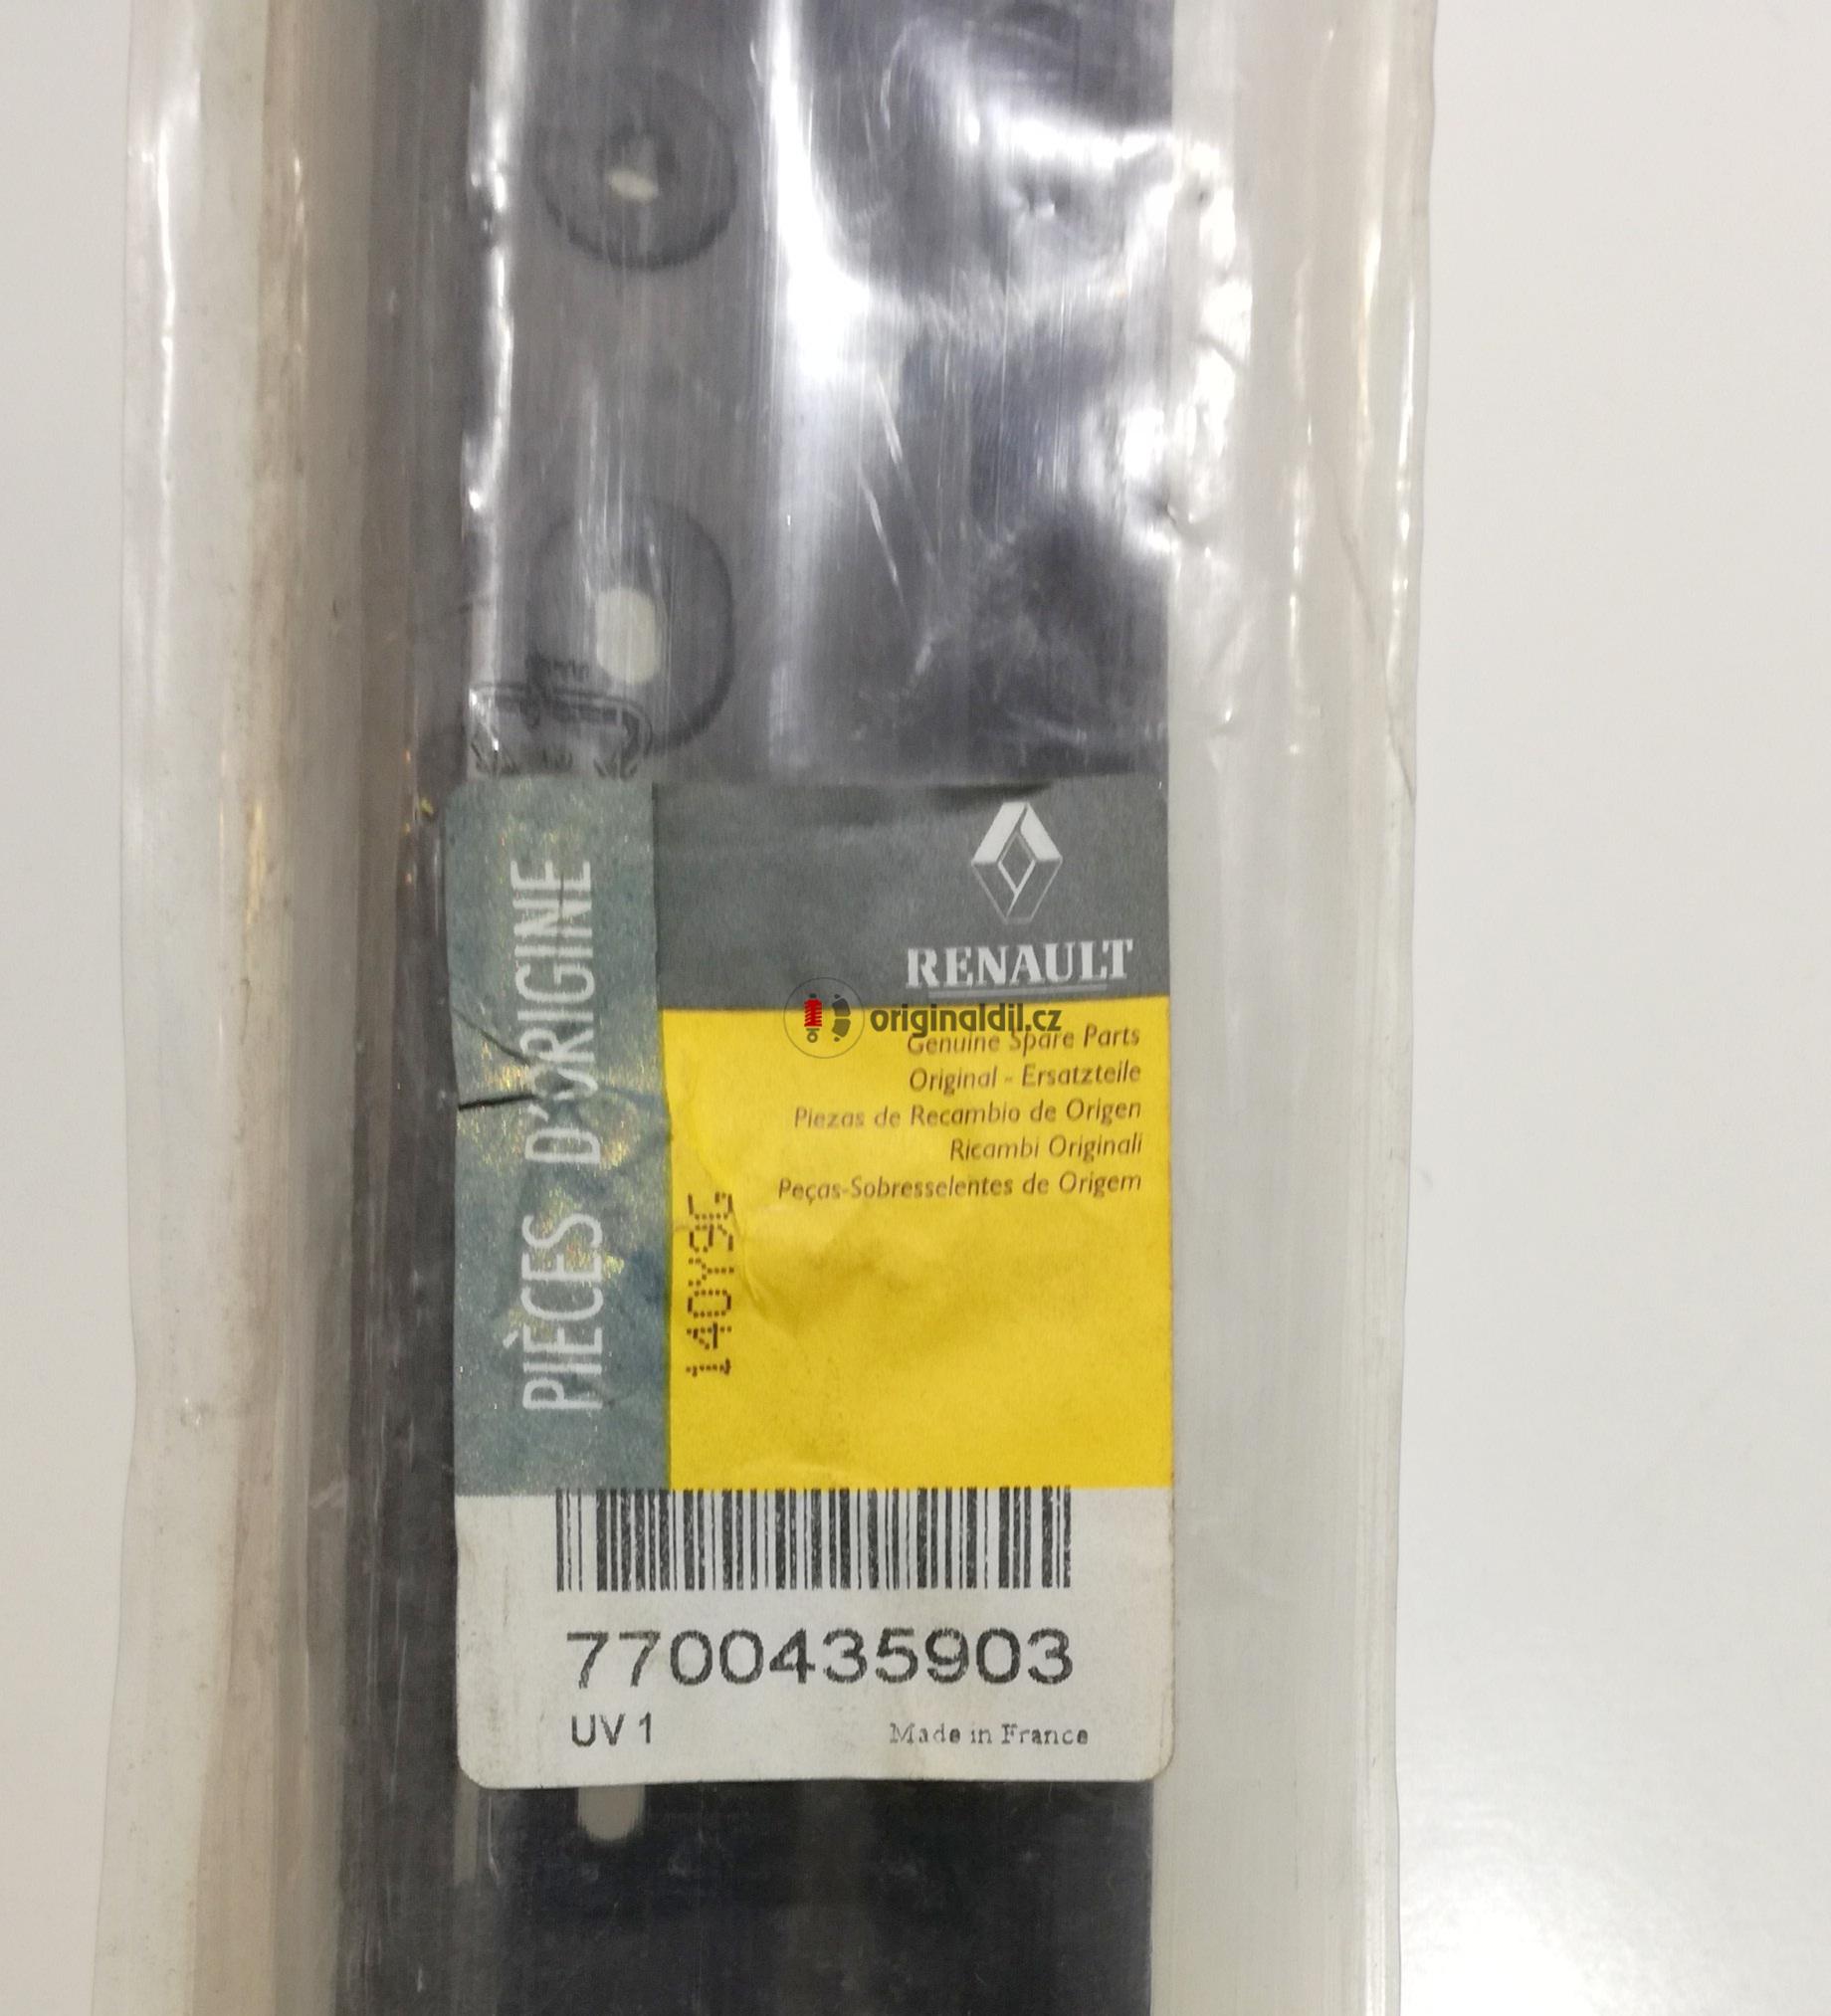 PIÈCES D'ORIGINE
RENAULT
originaldil.cz
Genuine Spare Parts
Original - Ersatzteile
Piezas de Recambio de Origen
Ricambi Originali
Peças-Sobresselentes de Origem
7700435903
UV 1
Made in France